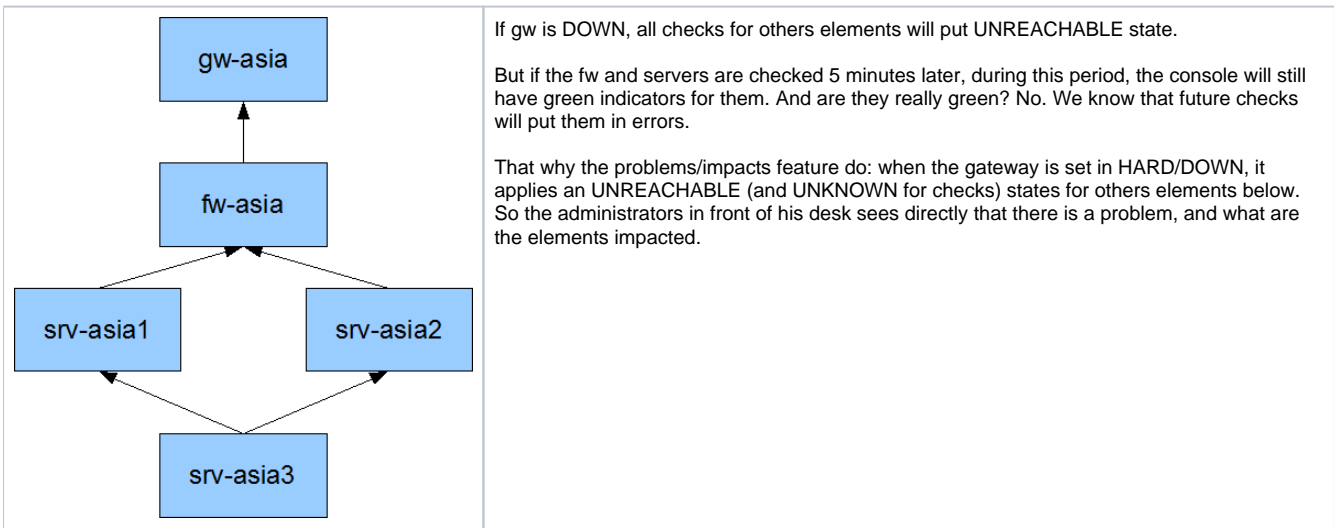 gw-asia
fw-asia
srv-asia1
srv-asia2
srv-asia3
If gw is DOWN, all checks for others elements will put UNREACHABLE state.
But if the fw and servers are checked 5 minutes later, during this period, the console will still
have green indicators for them. And are they really green? No. We know that future checks
will put them in errors.
That why the problems/impacts feature do: when the gateway is set in HARD/DOWN, it
applies an UNREACHABLE (and UNKNOWN for checks) states for others elements below.
So the administrators in front of his desk sees directly that there is a problem, and what are
the elements impacted.